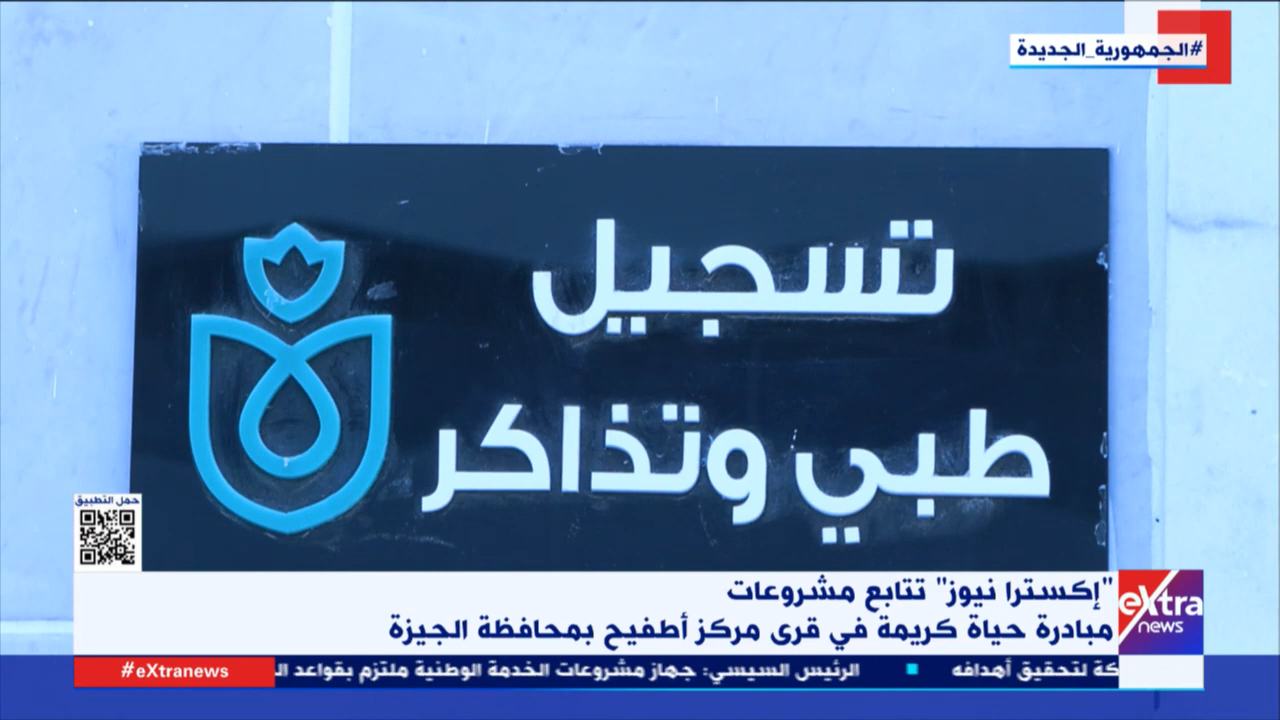 #الجمهورية_الجديدة
تسجيل
طبي وتذاكر
حمل التطبيق
"إكسترا نيوز" تتابع مشروعات
مبادرة حياة كريمة في قرى مركز أطفيح بمحافظة الجيزة
eXtra
news
كة لتحقيق أهدافه ■ الرئيس السيسي: جهاز مشروعات الخدمة الوطنية ملتزم بقواعد
#eXtranews